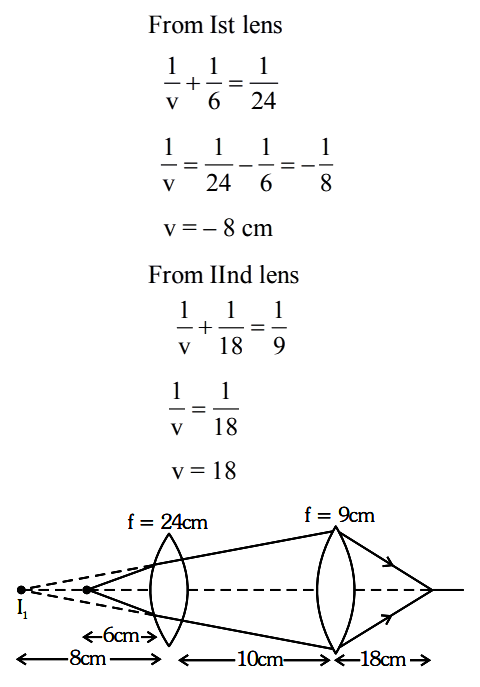 From Ist lens
1/v + 1/6 = 1/24
1/v = 1/24 – 1/6 = – 1/8
v = – 8 cm
From IInd lens
1/v + 1/18 = 1/9
1/v = 1/18
v = 18
f = 24cm
f = 9cm
I₁
6cm
8cm
10cm
18cm